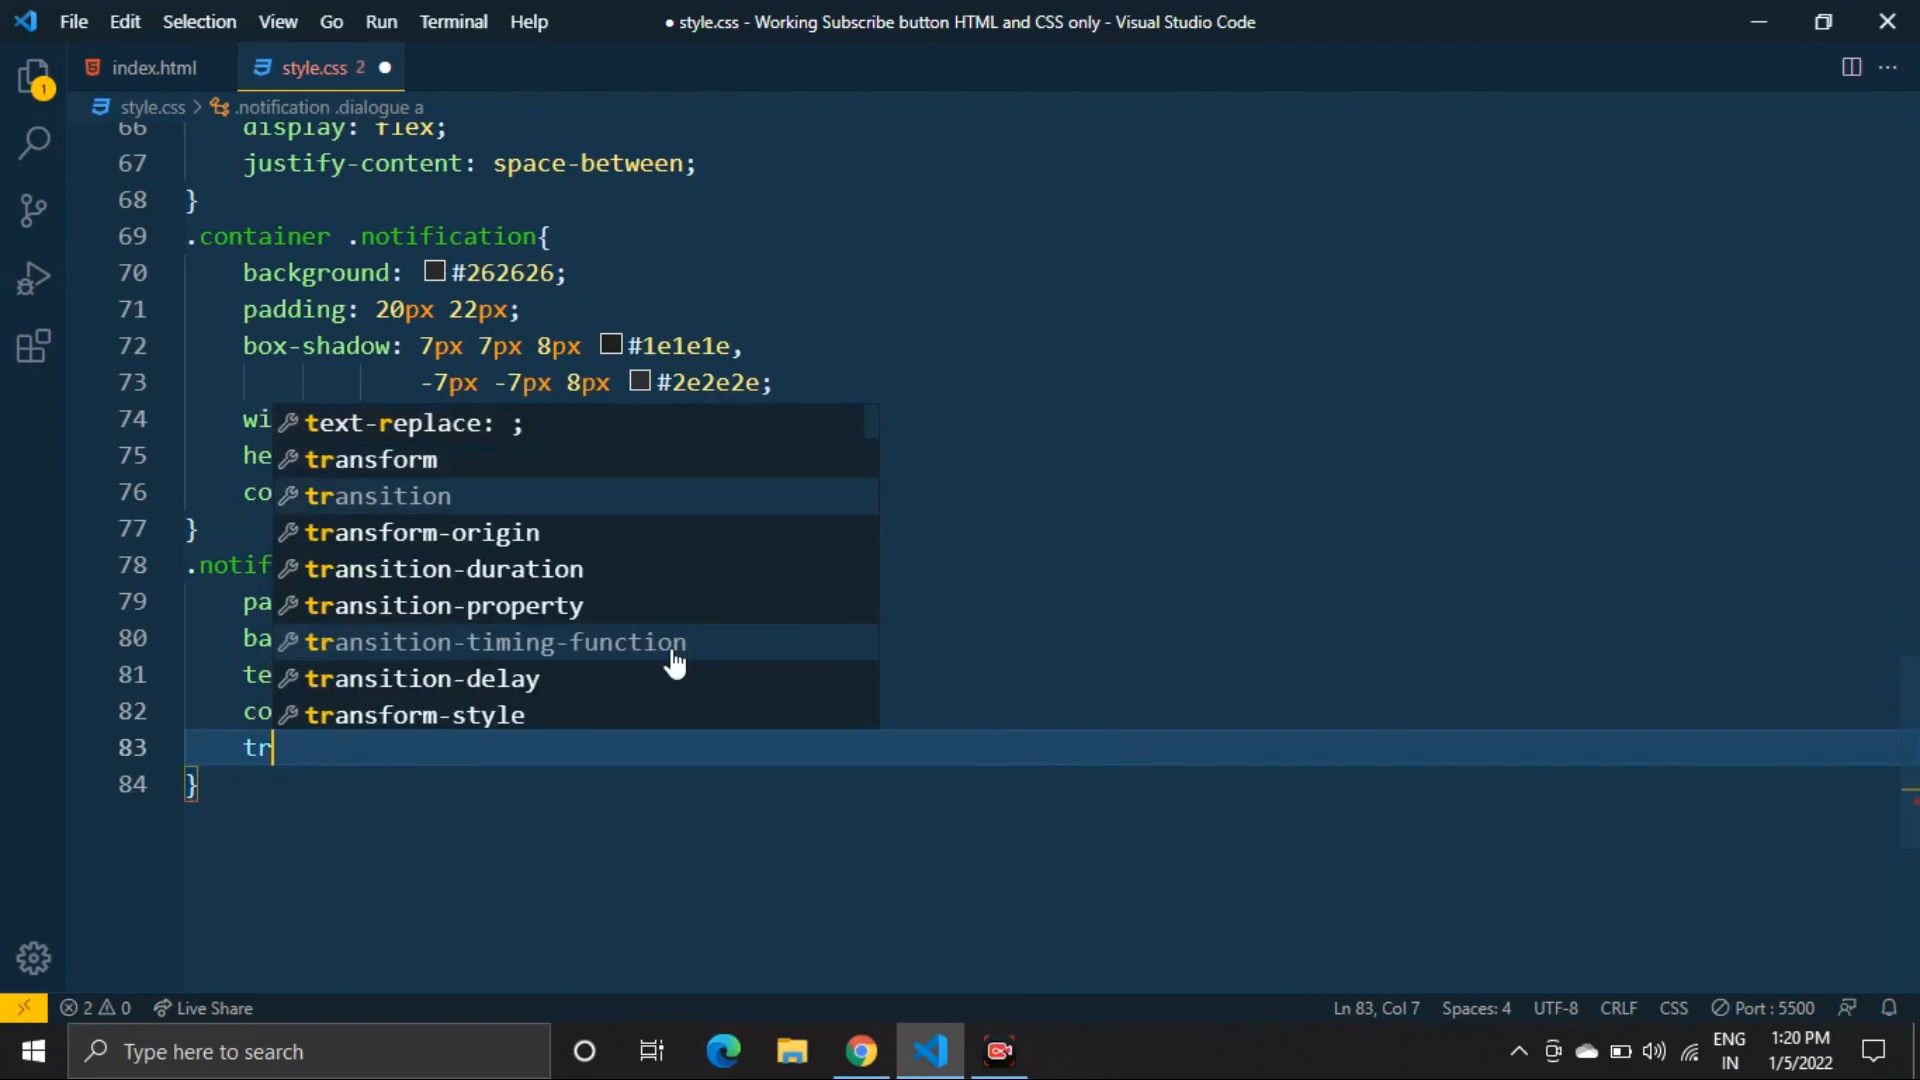 File Edit Selection View Go Run Terminal Help ● style.css - Working Subscribe button HTML and CSS only - Visual Studio Code
index.html style.css 2 ●
style.css > .notification .dialogue a
66 display: flex;
67 justify-content: space-between;
68 }
69 .container .notification{
70 background: #262626;
71 padding: 20px 22px;
72 box-shadow: 7px 7px 8px #1e1e1e,
73 -7px -7px 8px #2e2e2e;
74 wi text-replace: ;
75 he transform
76 co transition
77 } transform-origin
78 .notif transition-duration
79 pa transition-property
80 ba transition-timing-function
81 te transition-delay
82 co transform-style
83 tr
84 }
1
2 0 Live Share Ln 83, Col 7 Spaces: 4 UTF-8 CRLF CSS Port : 5500
Type here to search ENG IN 1:20 PM 1/5/2022